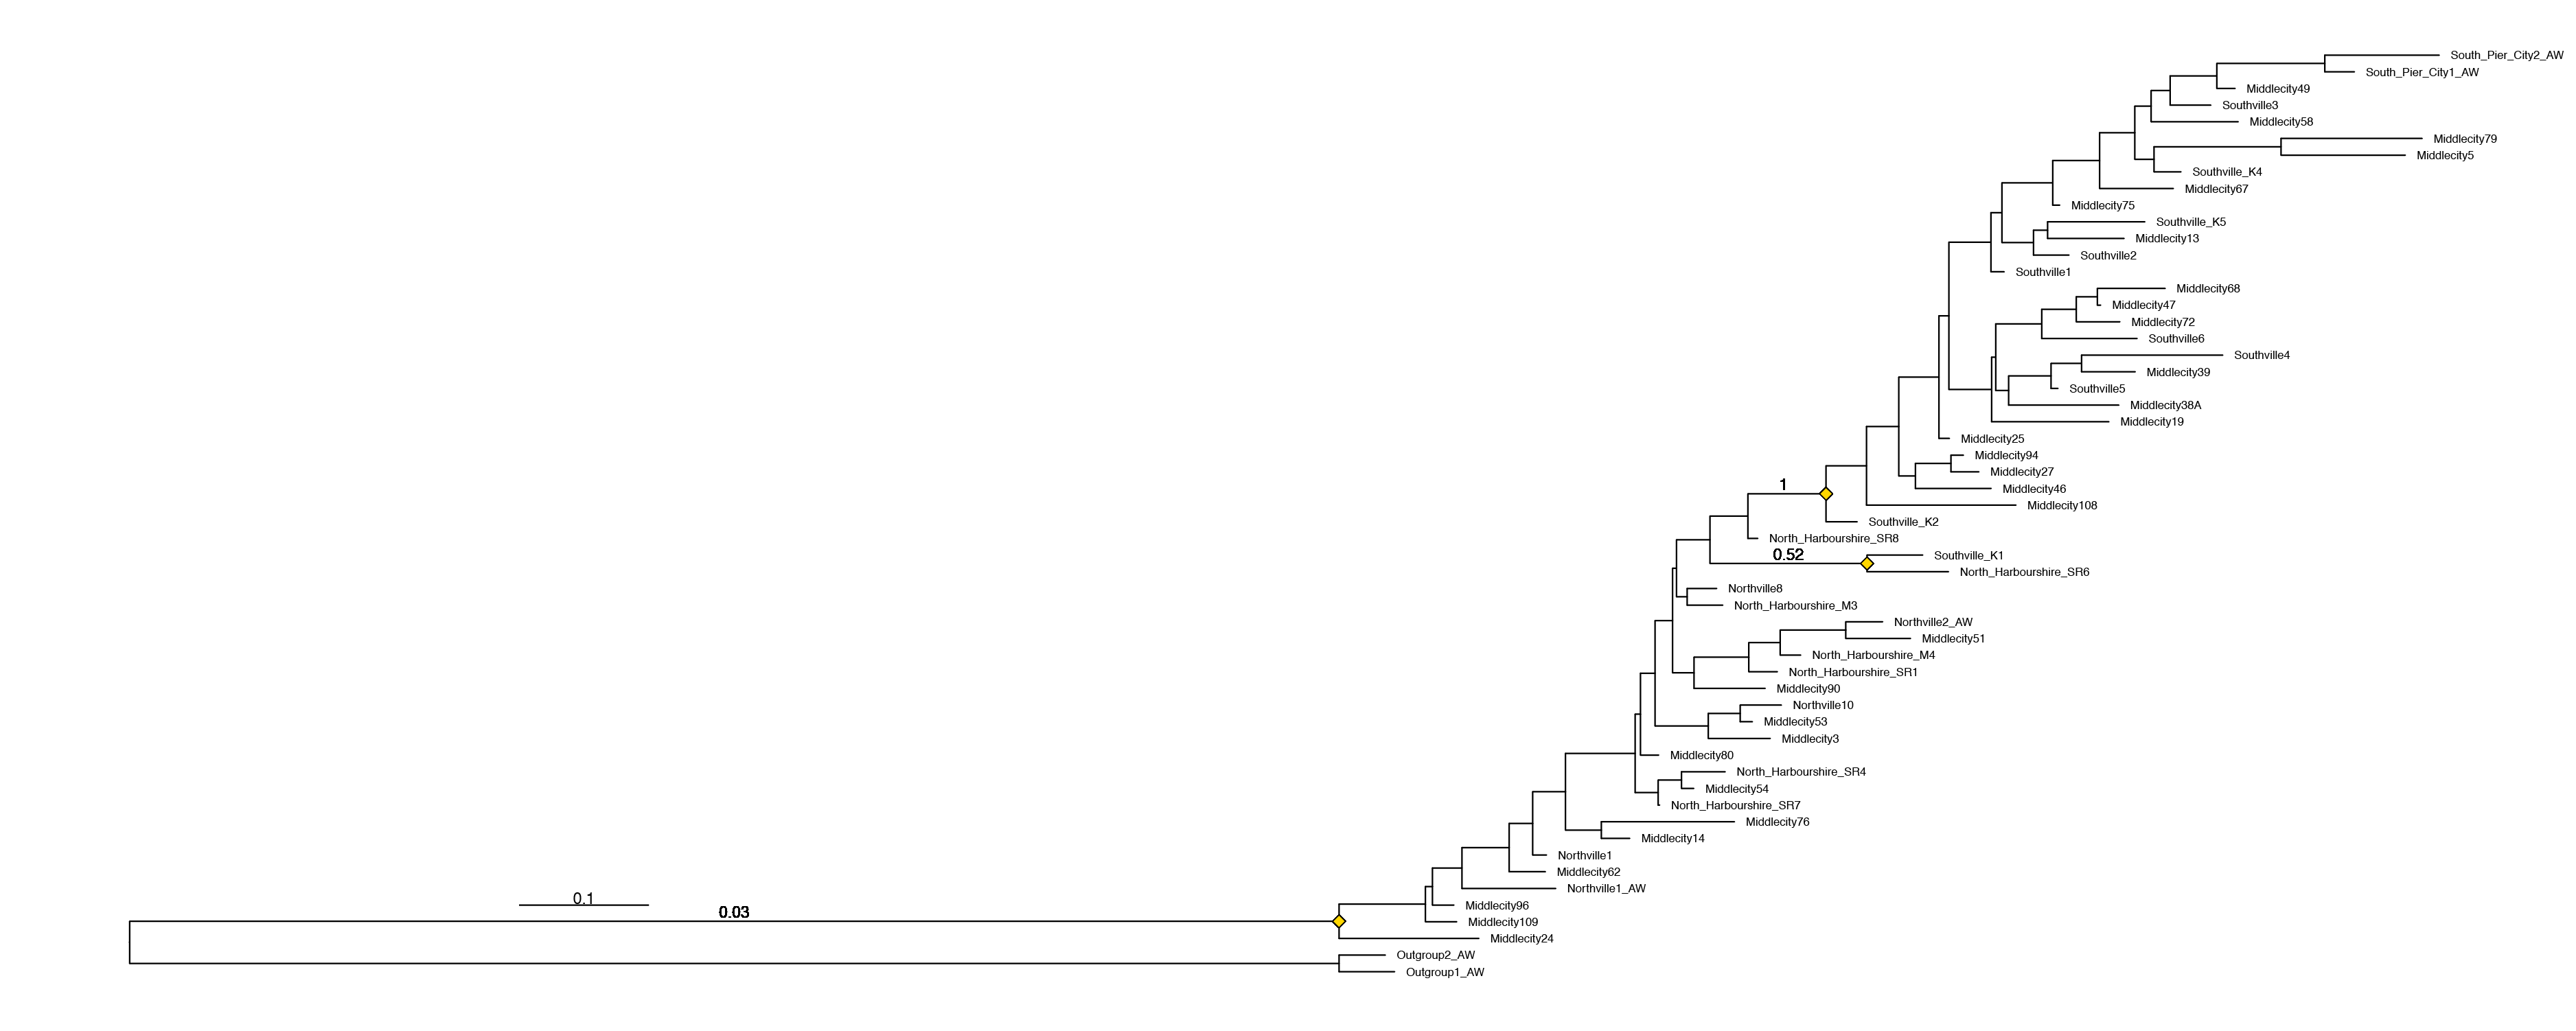 South_Pier_City2_AW
South_Pier_City1_AW
Middlecity49
Southville3
Middlecity58
Middlecity79
Middlecity5
Southville_K4
Middlecity67
Middlecity75
Southville_K5
Middlecity13
Southville2
Southville1
Middlecity68
Middlecity47
Middlecity72
Southville6
Southville4
Middlecity39
Southville5
Middlecity38A
Middlecity19
Middlecity25
Middlecity94
Middlecity27
1
Middlecity46
Middlecity108
Southville_K2
North_Harbourshire_SR8
0.52
Southville_K1
North_Harbourshire_SR6
Northville8
North_Harbourshire_M3
Northville2_AW
Middlecity51
North_Harbourshire_M4
North_Harbourshire_SR1
Middlecity90
Northville10
Middlecity53
Middlecity3
Middlecity80
North_Harbourshire_SR4
Middlecity54
North_Harbourshire_SR7
Middlecity76
Middlecity14
Northville1
Middlecity62
Northville1_AW
0.1
Middlecity96
0.03
Middlecity109
Middlecity24
Outgroup2_AW
Outgroup1_AW